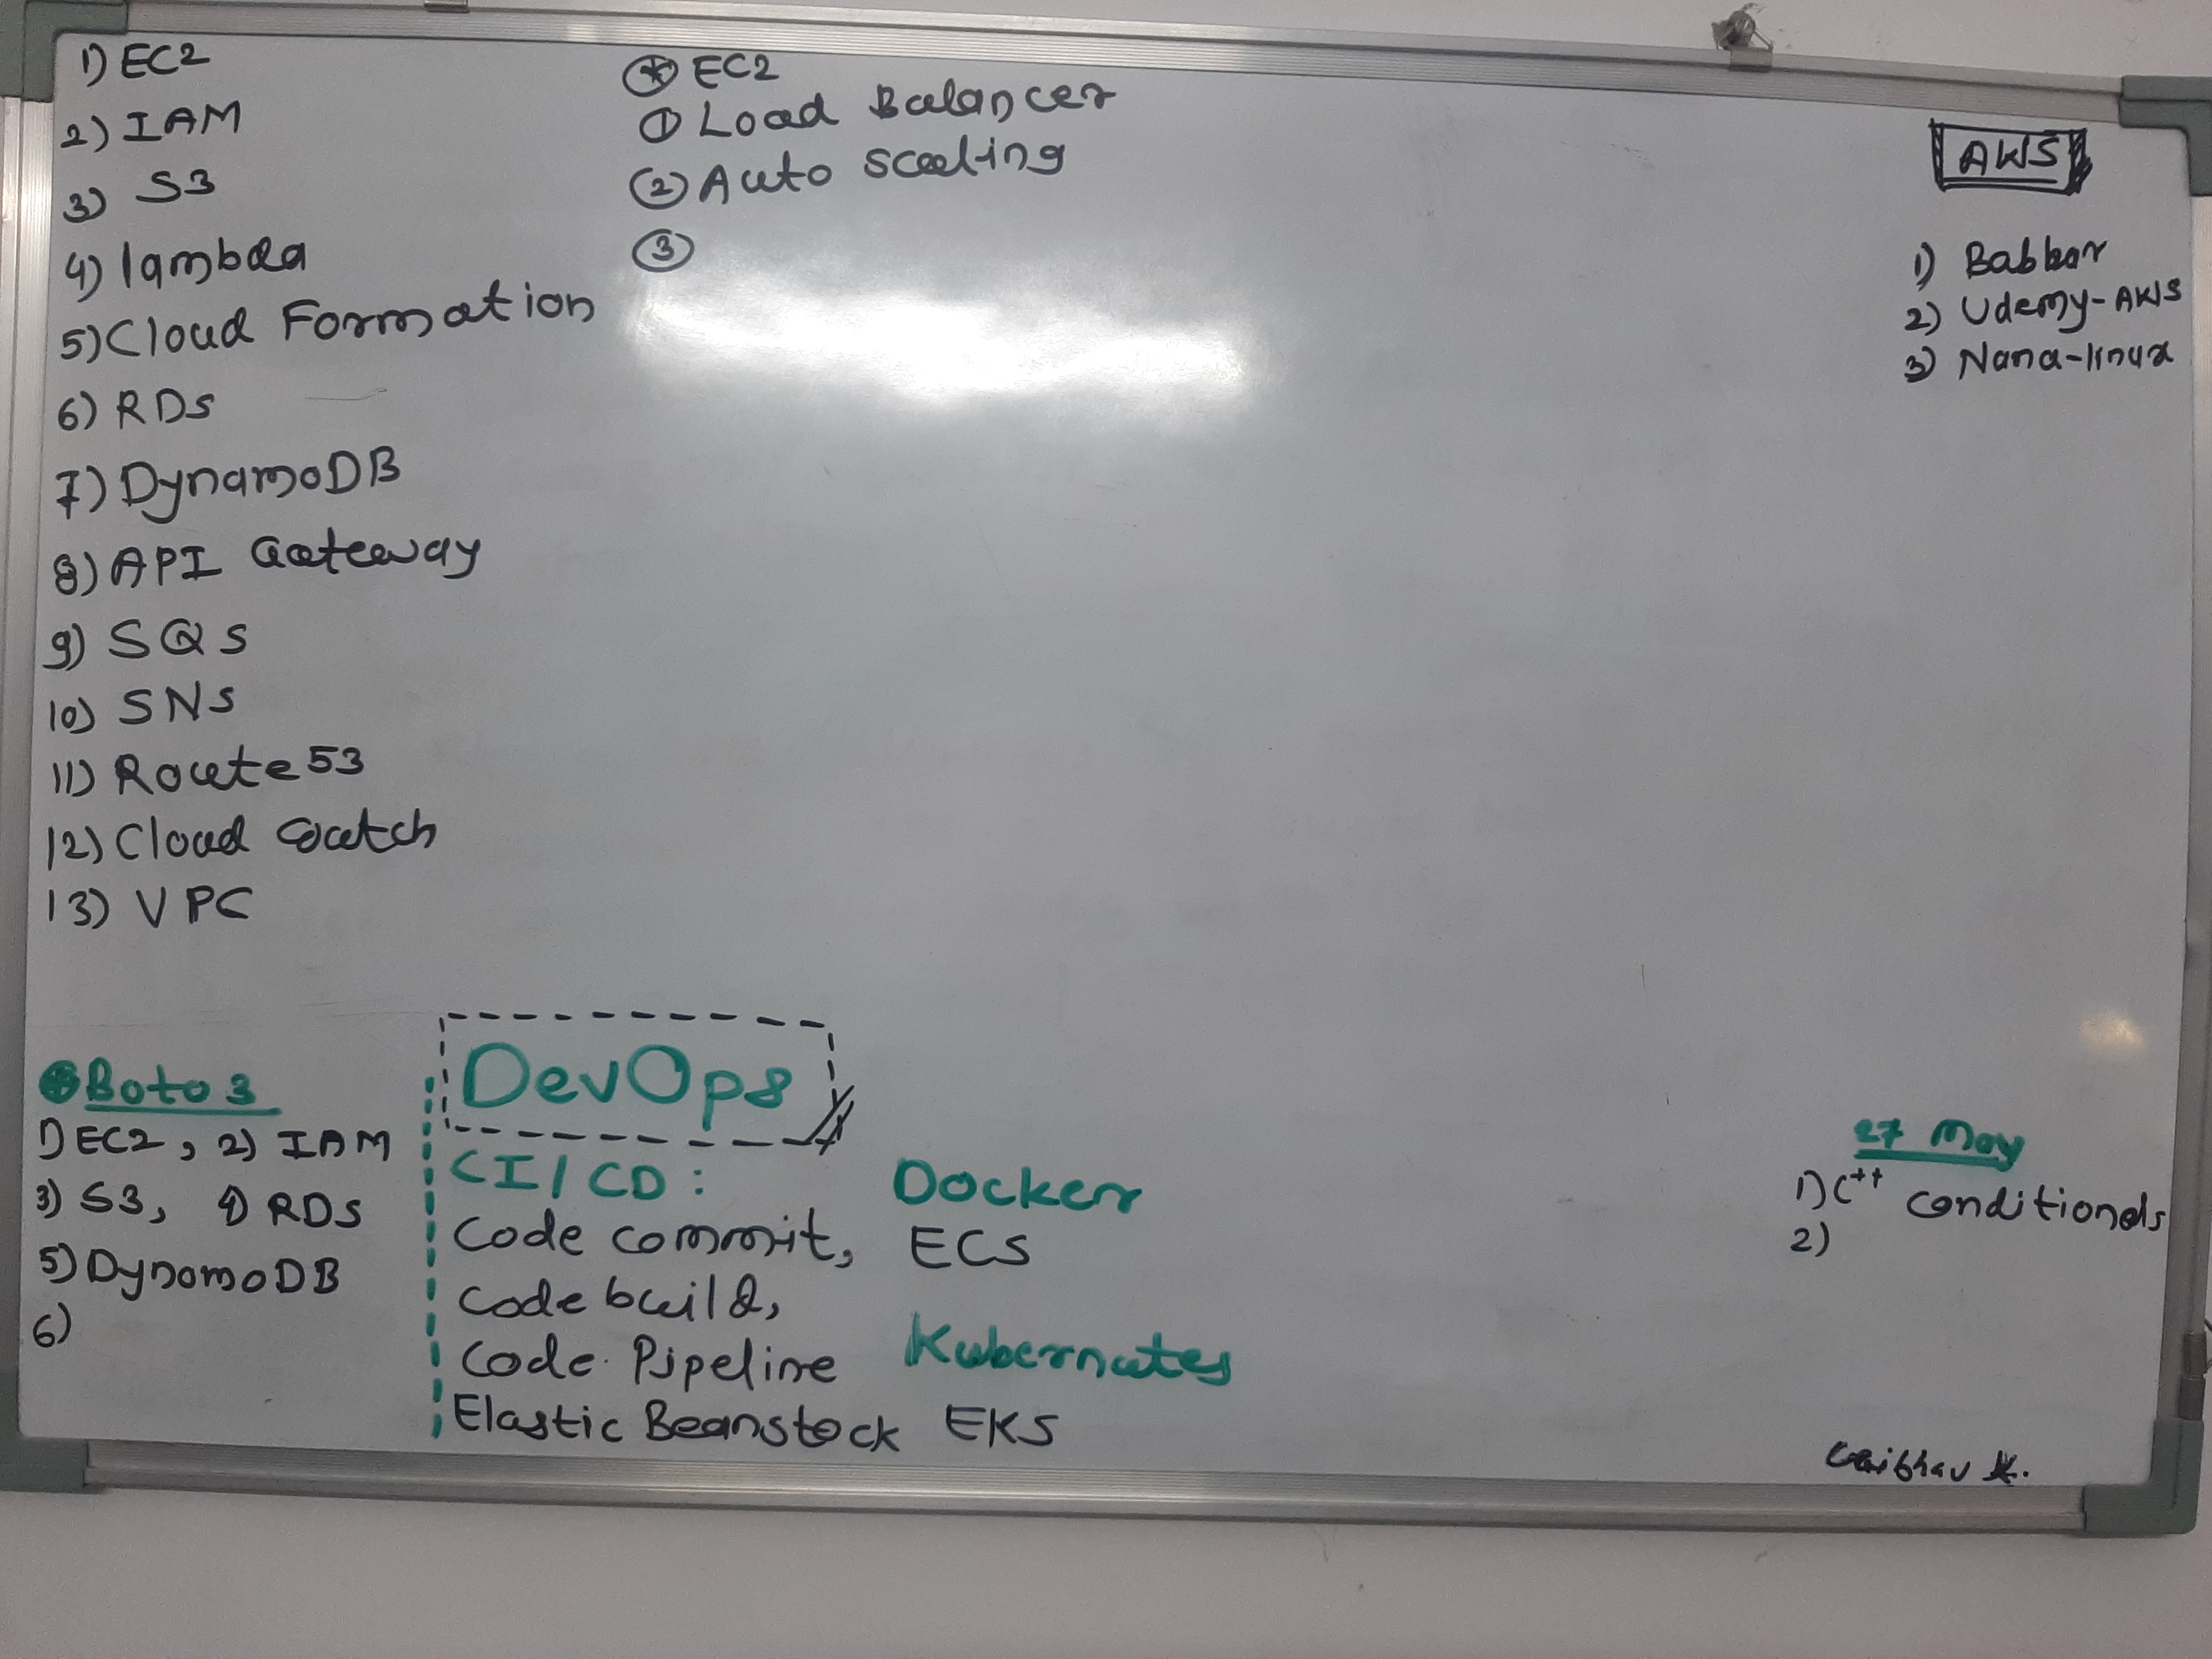 1) EC2
2) IAM
3) S3
4) lambda
5) Cloud Formation
6) RDS
7) DynamoDB
8) API Gateway
9) SQS
10) SNS
11) Route 53
12) Cloud watch
13) VPC
* EC2
1 Load Balancer
2 Auto scaling
3
AWS
1) Babbar
2) Udemy-AWS
3) Nana-linux
Boto 3
1) EC2, 2) IAM
3) S3, 4) RDS
5) DynamoDB
6)
DevOps
CI/CD:
Code commit,
Code build,
Code Pipeline
Elastic Beanstock
Docker
ECS
Kubernates
EKS
27 May
1) C++ conditionals
2)
Vaibhav K.